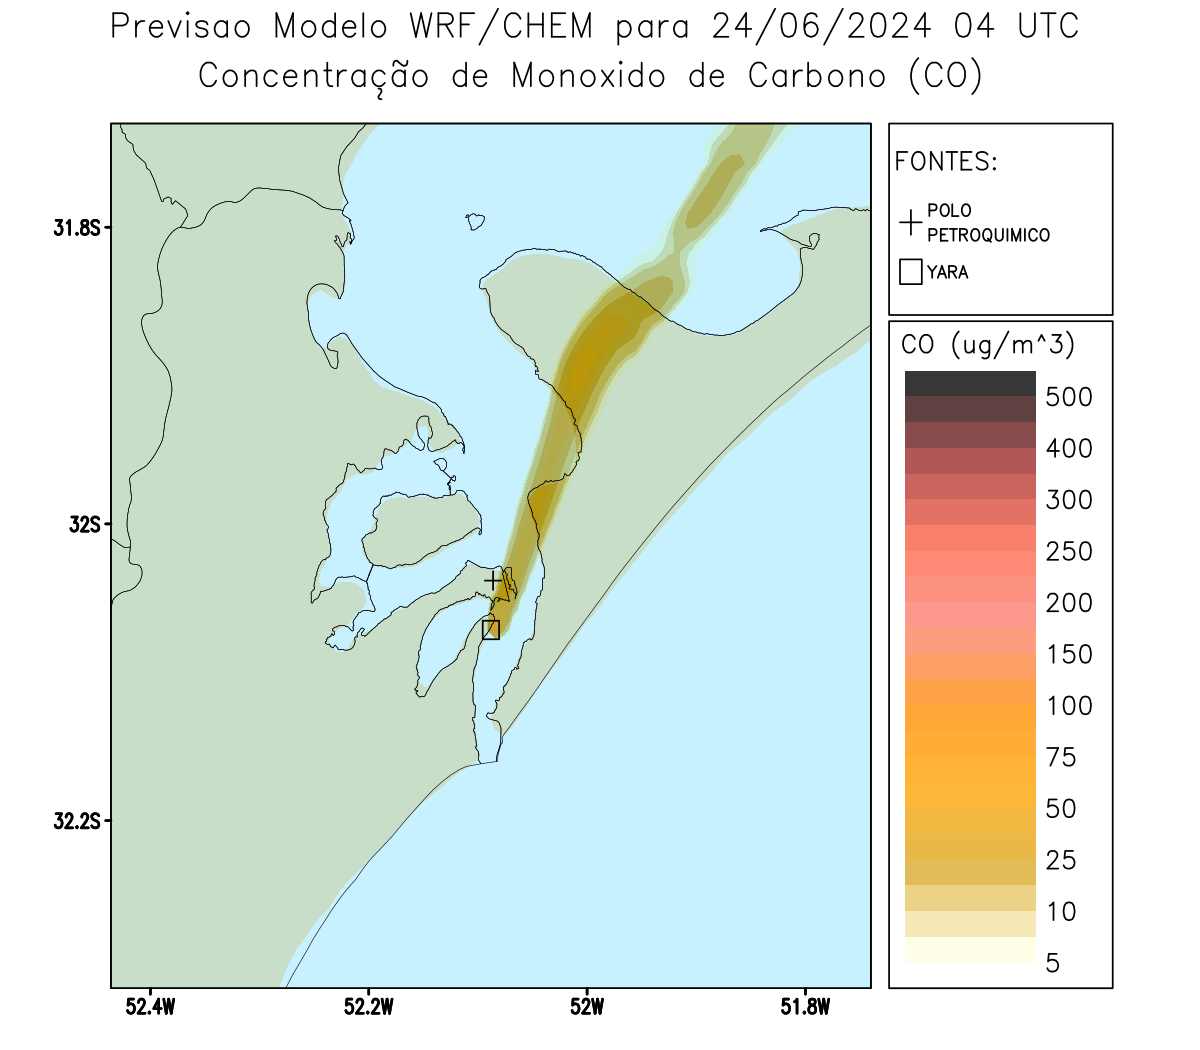 Previsao Modelo WRF/CHEM para 24/06/2024 04 UTC
Concentração de Monoxido de Carbono (CO)
FONTES:
POLO
PETROQUIMICO
YARA
CO (ug/m^3)
500
400
300
250
200
150
100
75
50
25
10
5
31.8S
32S
32.2S
52.4W
52.2W
52W
51.8W